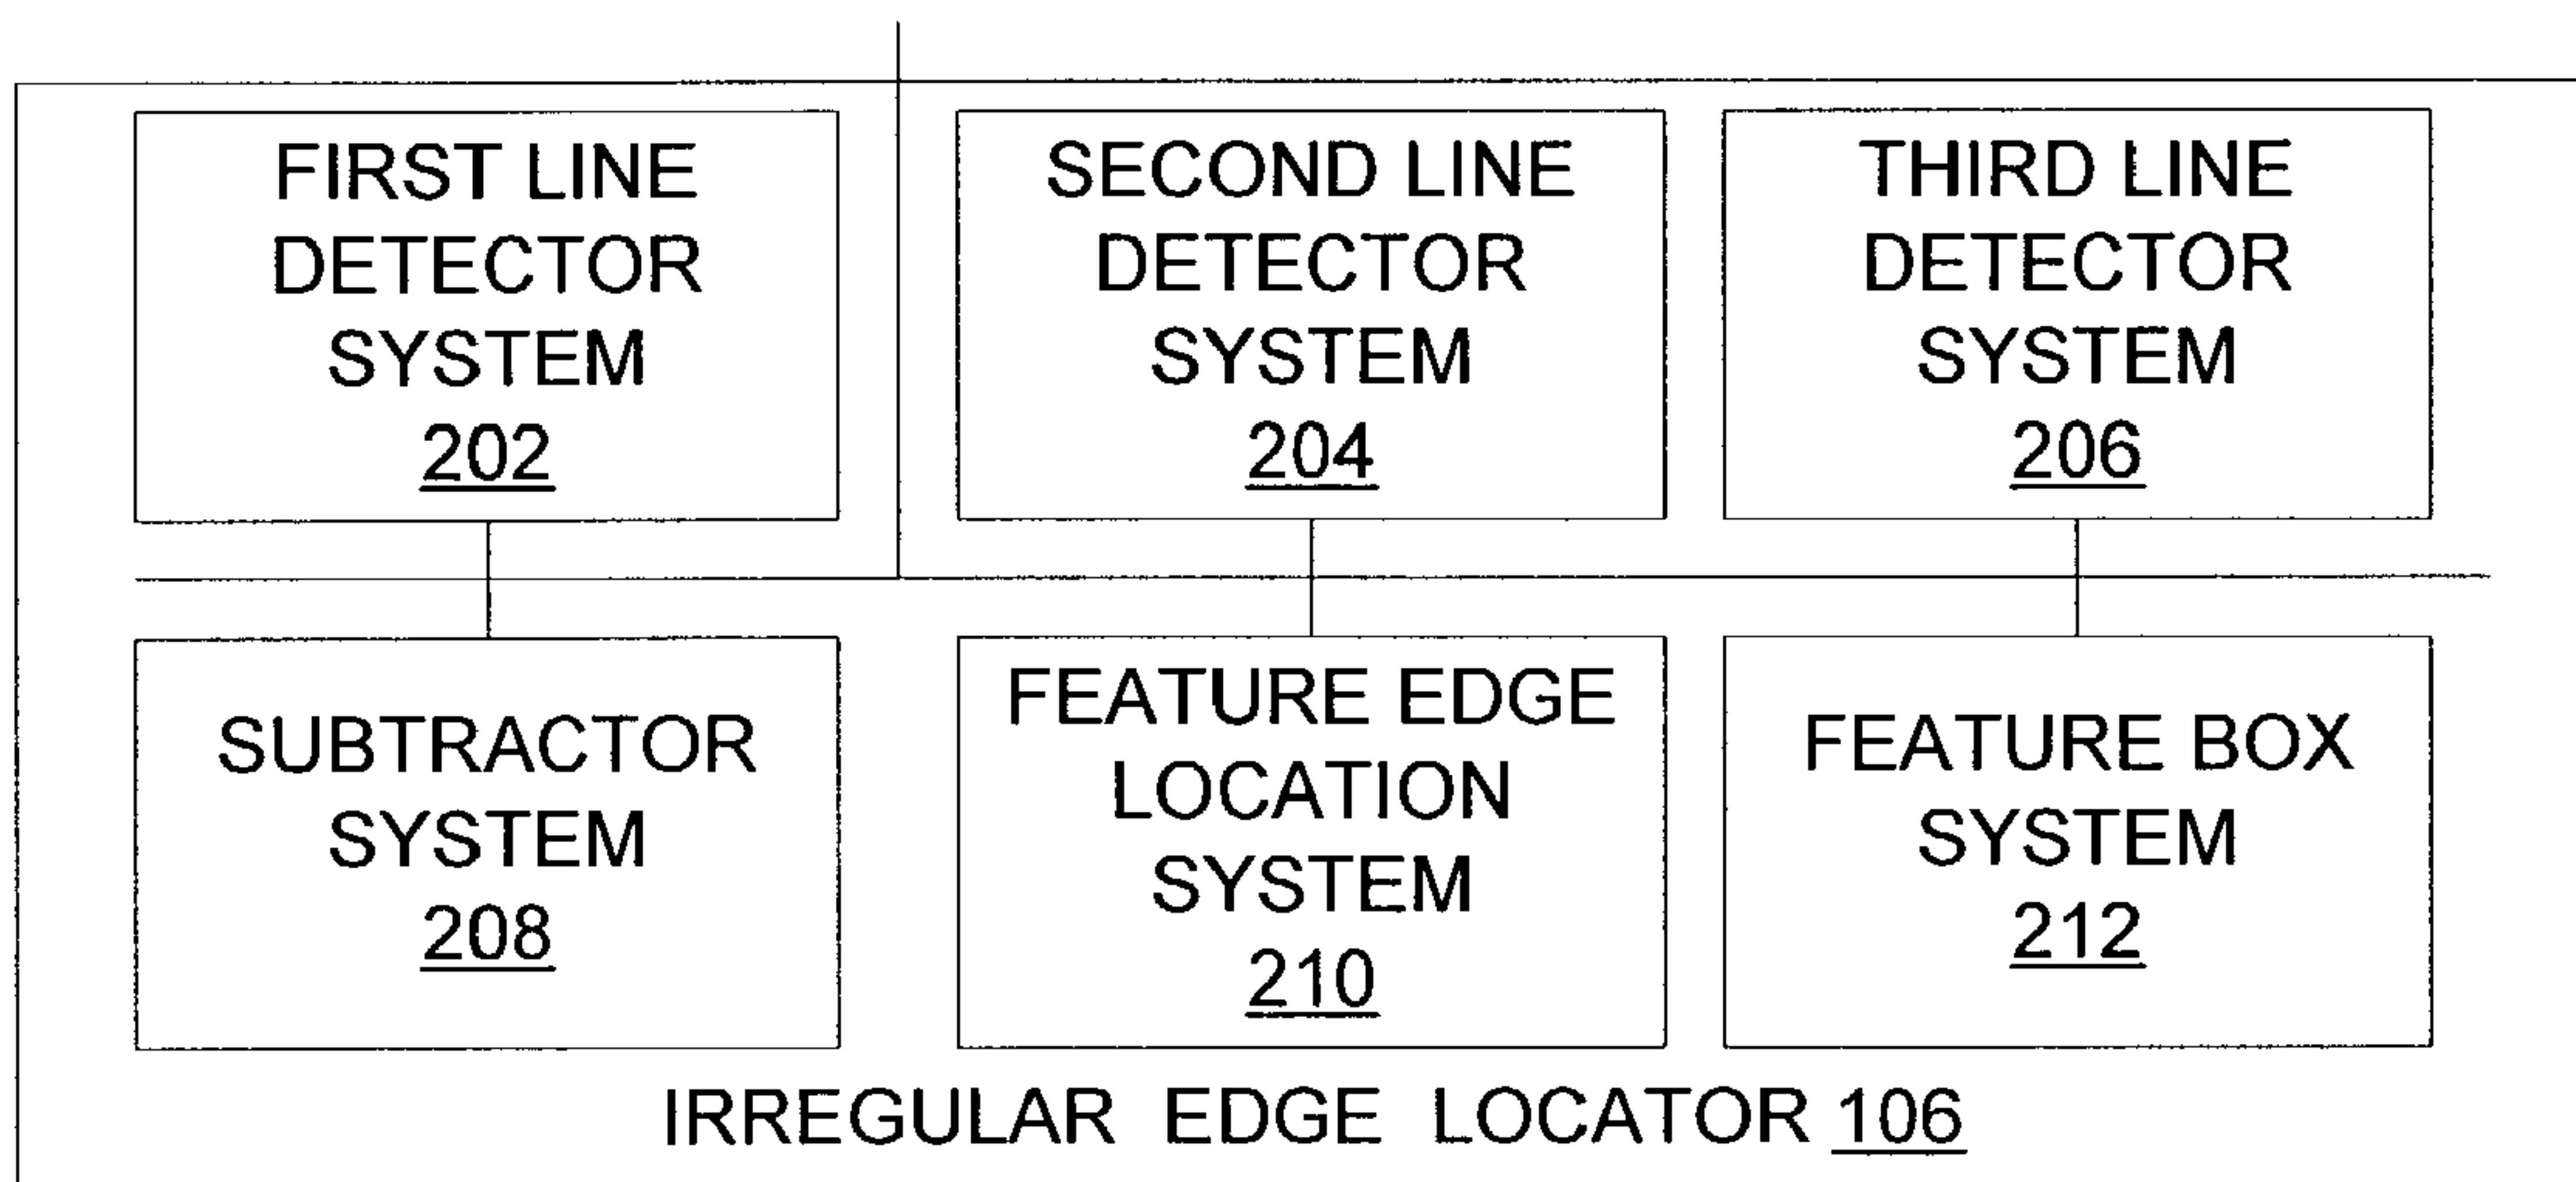 FIRST LINE
DETECTOR
SYSTEM
202
SECOND LINE
DETECTOR
SYSTEM
204
THIRD LINE
DETECTOR
SYSTEM
206
SUBTRACTOR
SYSTEM
208
FEATURE EDGE
LOCATION
SYSTEM
210
FEATURE BOX
SYSTEM
212
IRREGULAR EDGE LOCATOR 106